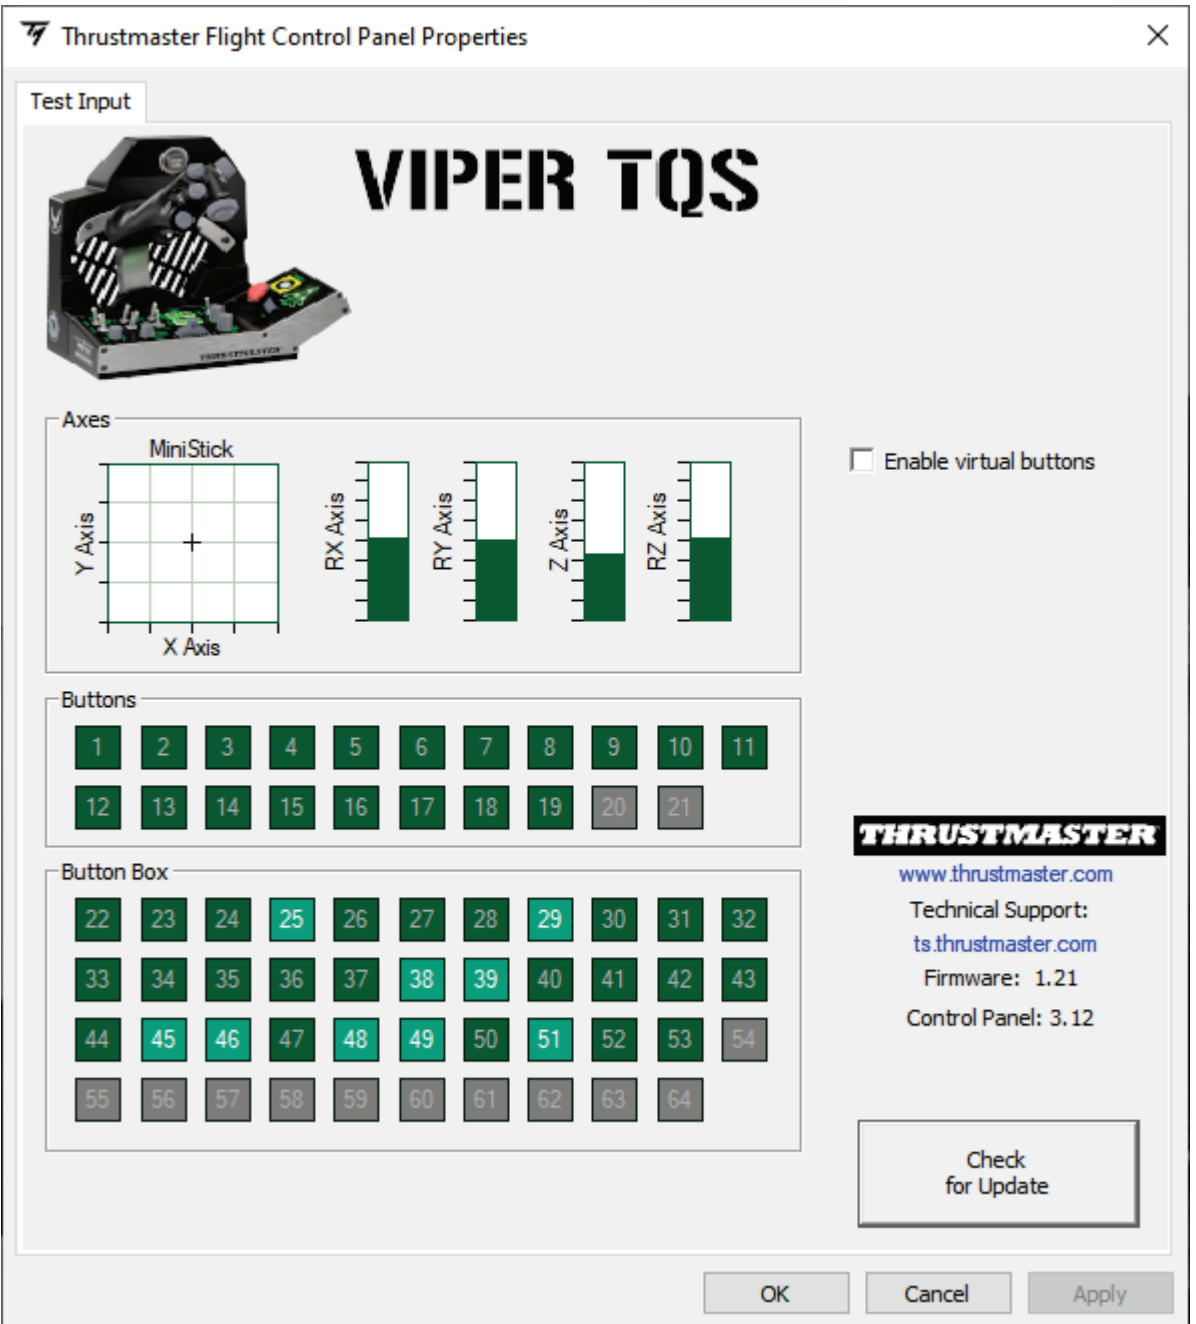 Thrustmaster Flight Control Panel Properties
Test Input
VIPER TQS
THRUSTMASTER
Axes
MiniStick
Y Axis
X Axis
RX Axis
RY Axis
Z Axis
RZ Axis
Enable virtual buttons
Buttons
1 2 3 4 5 6 7 8 9 10 11
12 13 14 15 16 17 18 19 20 21
Button Box
22 23 24 25 26 27 28 29 30 31 32
33 34 35 36 37 38 39 40 41 42 43
44 45 46 47 48 49 50 51 52 53 54
55 56 57 58 59 60 61 62 63 64
THRUSTMASTER
www.thrustmaster.com
Technical Support:
ts.thrustmaster.com
Firmware: 1.21
Control Panel: 3.12
Check
for Update
OK Cancel Apply